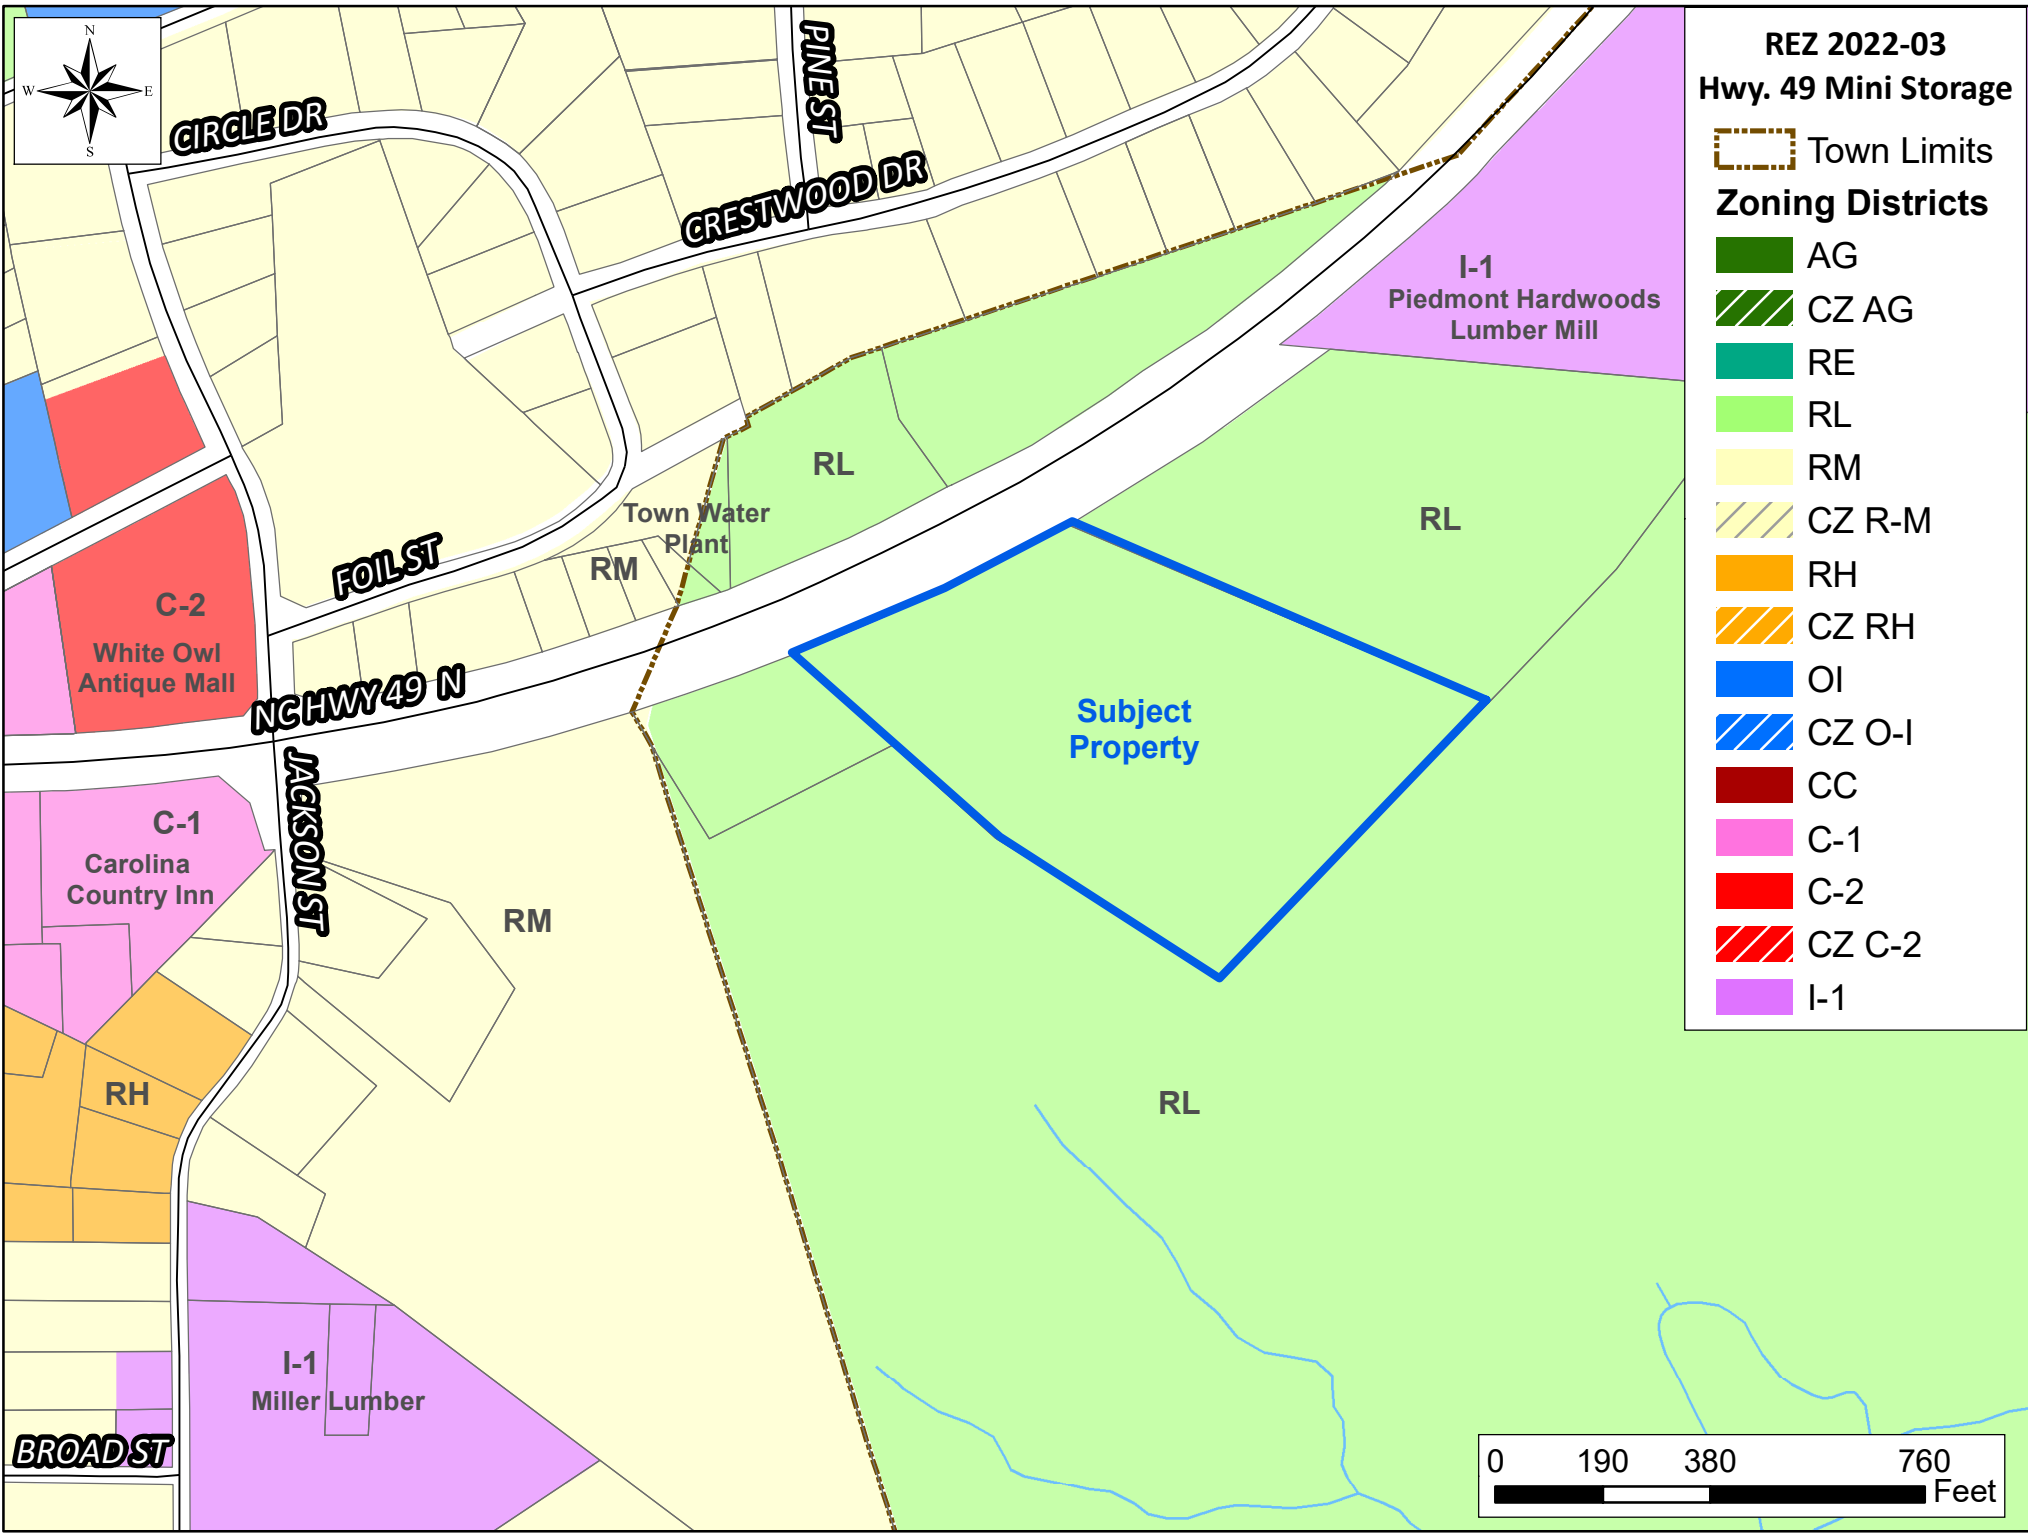 N
W E
S
CIRCLE DR
PINE ST
CRESTWOOD DR
REZ 2022-03
Hwy. 49 Mini Storage
Town Limits
Zoning Districts
AG
CZ AG
RE
RL
RM
CZ R-M
RH
CZ RH
OI
CZ O-I
CC
C-1
C-2
CZ C-2
I-1
I-1
Piedmont Hardwoods
Lumber Mill
RL
RL
Town Water
Plant
RM
FOIL ST
C-2
White Owl
Antique Mall
NC HWY 49 N
Subject
Property
JACKSON ST
C-1
Carolina
Country Inn
RM
RH
RL
I-1
Miller Lumber
BROAD ST
0 190 380 760
Feet